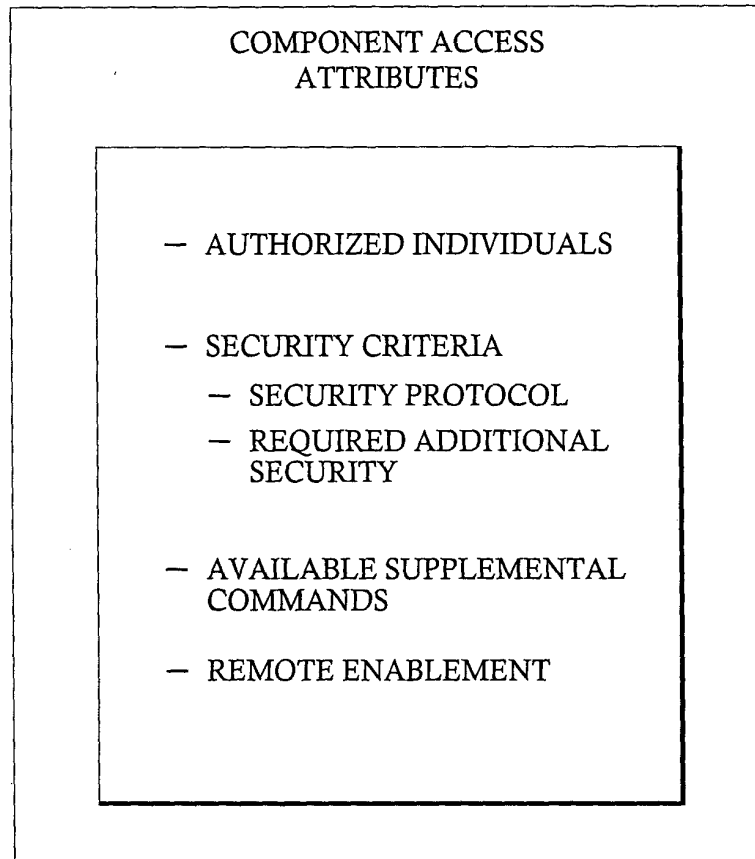 COMPONENT ACCESS
ATTRIBUTES
– AUTHORIZED INDIVIDUALS
– SECURITY CRITERIA
– SECURITY PROTOCOL
– REQUIRED ADDITIONAL
SECURITY
– AVAILABLE SUPPLEMENTAL
COMMANDS
– REMOTE ENABLEMENT